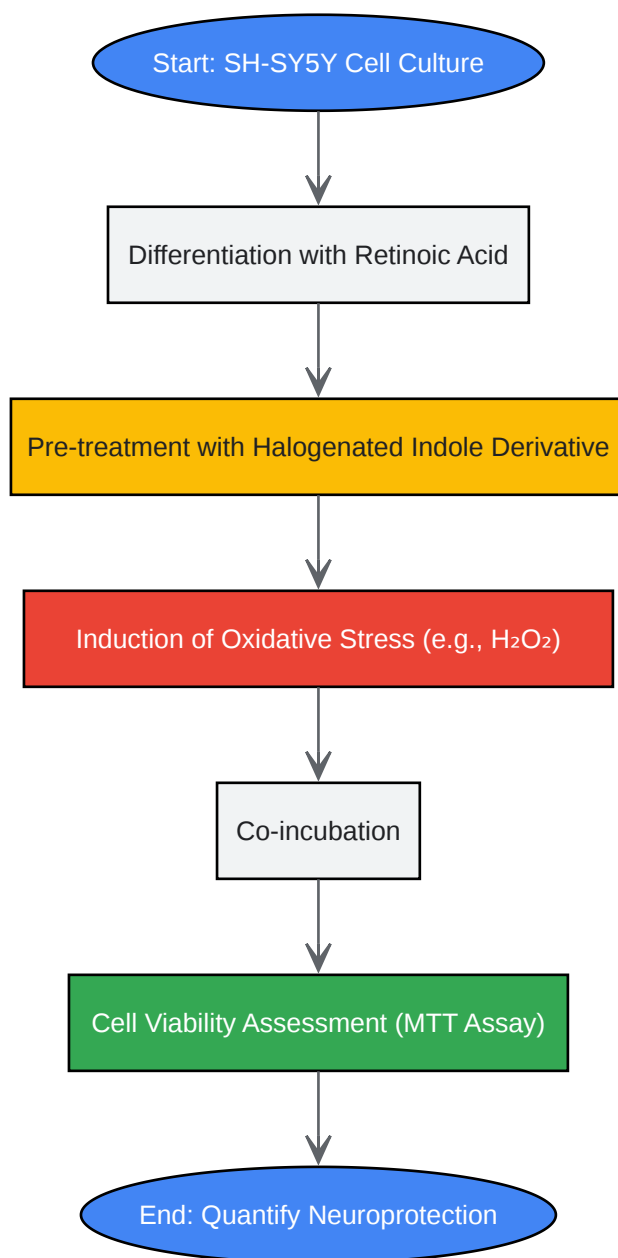 Start: SH-SY5Y Cell Culture
Differentiation with Retinoic Acid
Pre-treatment with Halogenated Indole Derivative
Induction of Oxidative Stress (e.g., H₂O₂)
Co-incubation
Cell Viability Assessment (MTT Assay)
End: Quantify Neuroprotection